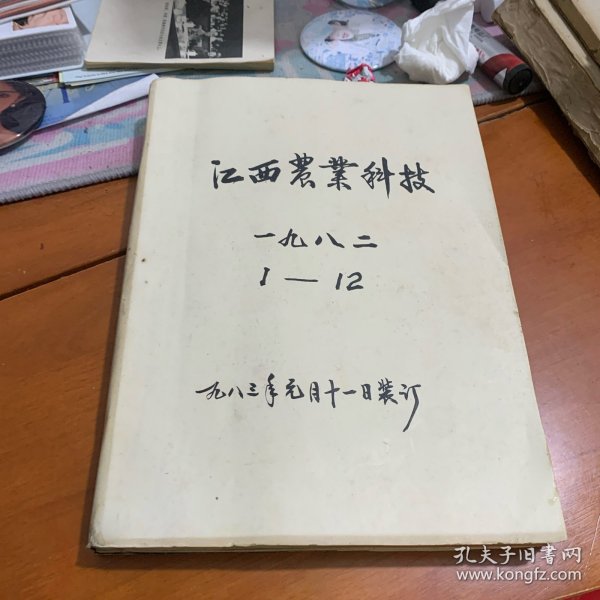 江西農業科技
一九八二
1 — 12
一九八三年元月十一日装订
孔夫子旧书网
www.kongfz.com